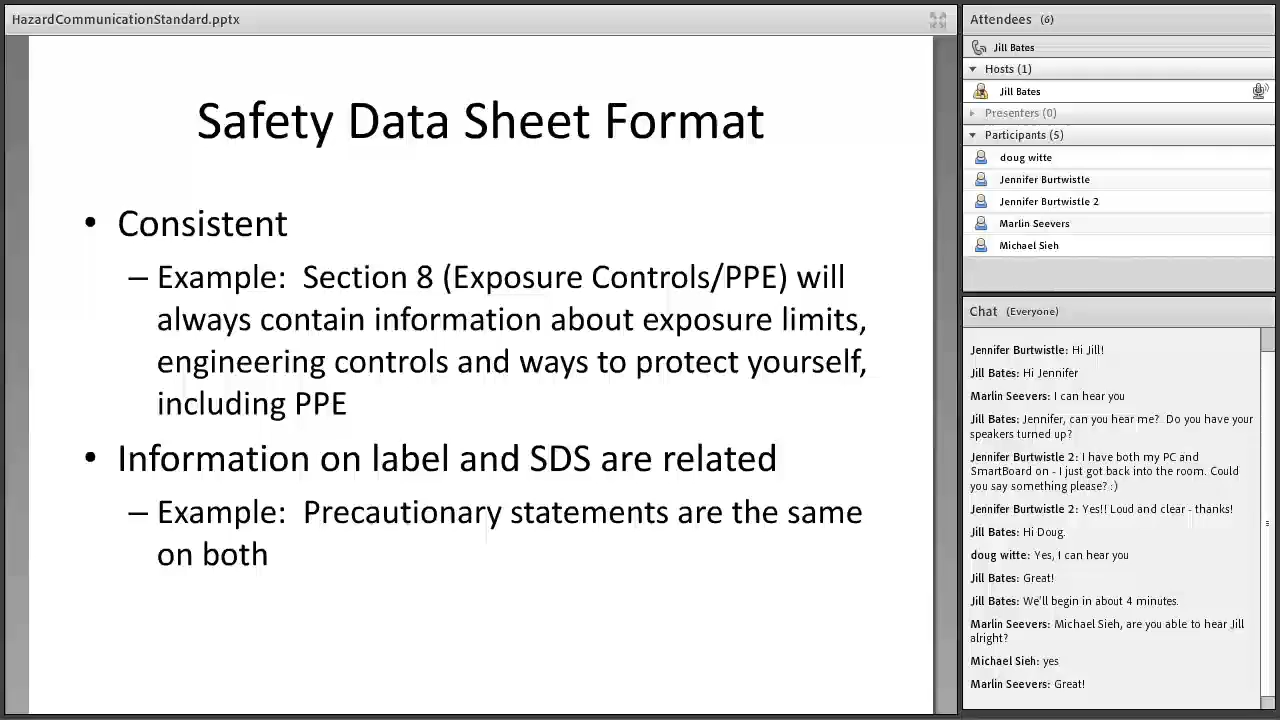 HazardCommunicationStandard.pptx
Safety Data Sheet Format
• Consistent
– Example:  Section 8 (Exposure Controls/PPE) will
always contain information about exposure limits,
engineering controls and ways to protect yourself,
including PPE
• Information on label and SDS are related
– Example:  Precautionary statements are the same
on both
Attendees (6)
Jill Bates
Hosts (1)
Jill Bates
Presenters (0)
Participants (5)
doug witte
Jennifer Burtwistle
Jennifer Burtwistle 2
Marlin Seevers
Michael Sieh
Chat (Everyone)
Jennifer Burtwistle: Hi Jill!
Jill Bates: Hi Jennifer
Marlin Seevers: I can hear you
Jill Bates: Jennifer, can you hear me?  Do you have your
speakers turned up?
Jennifer Burtwistle 2: I have both my PC and
SmartBoard on - I just got back into the room. Could
you say something please? :)
Jennifer Burtwistle 2: Yes!! Loud and clear - thanks!
Jill Bates: Hi Doug.
doug witte: Yes, I can hear you
Jill Bates: Great!
Jill Bates: We'll begin in about 4 minutes.
Marlin Seevers: Michael Sieh, are you able to hear Jill
alright?
Michael Sieh: yes
Marlin Seevers: Great!